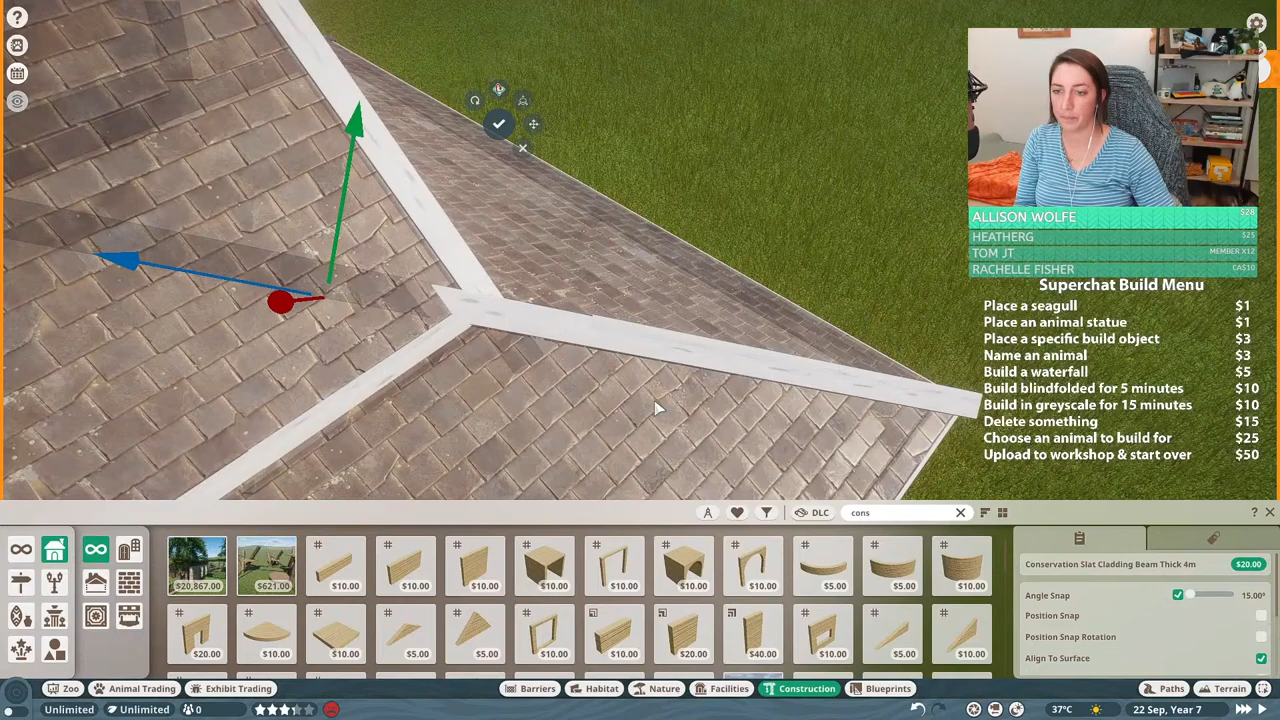 ?
ALLISON WOLFE $28
HEATHERG $25
TOM JT MEMBER X12
RACHELLE FISHER CA$10
Superchat Build Menu
Place a seagull $1
Place an animal statue $1
Place a specific build object $3
Name an animal $3
Build a waterfall $5
Build blindfolded for 5 minutes $10
Build in greyscale for 15 minutes $10
Delete something $15
Choose an animal to build for $25
Upload to workshop & start over $50
DLC cons ?
$20,867.00 $621.00 $10.00 $10.00 $10.00 $10.00 $10.00 $10.00 $10.00 $5.00 $5.00 $10.00
$20.00 $10.00 $10.00 $5.00 $5.00 $10.00 $10.00 $20.00 $40.00 $10.00 $5.00 $10.00
Conservation Slat Cladding Beam Thick 4m $20.00
Angle Snap 15.00°
Position Snap
Position Snap Rotation
Align To Surface
Zoo Animal Trading Exhibit Trading Barriers Habitat Nature Facilities Construction Blueprints Paths Terrain
Unlimited Unlimited 0 37°C 22 Sep, Year 7